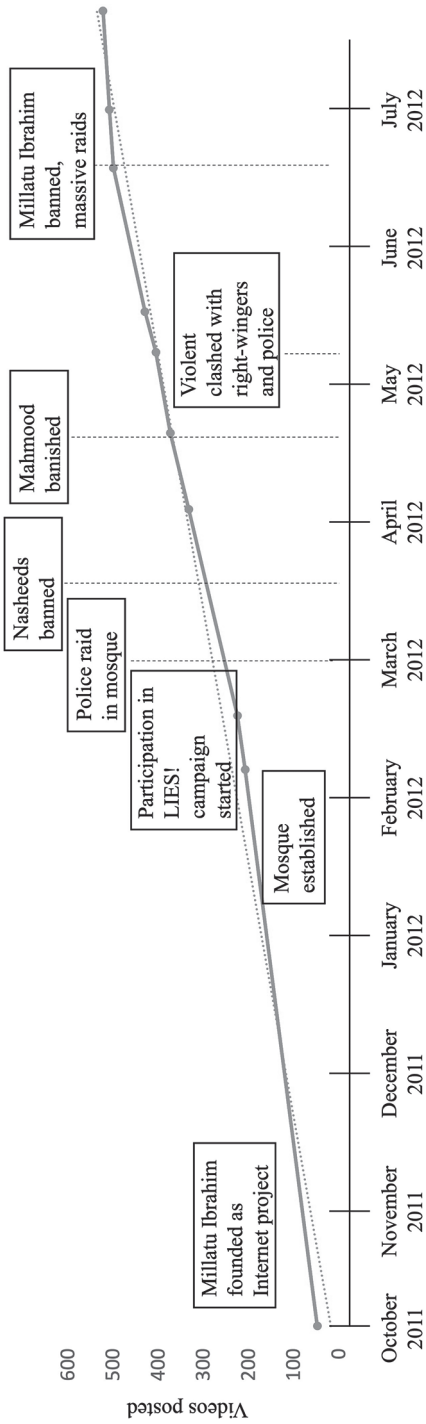 Videos posted
600
500
400
300
200
100
0
Millatu Ibrahim
founded as
Internet project
Mosque
established
Participation in
LIES!
campaign
started
Police raid
in mosque
Nasheeds
banned
Mahmood
banished
Violent
clashed with
right-wingers
and police
Millatu Ibrahim
banned,
massive raids
October
2011
November
2011
December
2011
January
2012
February
2012
March
2012
April
2012
May
2012
June
2012
July
2012